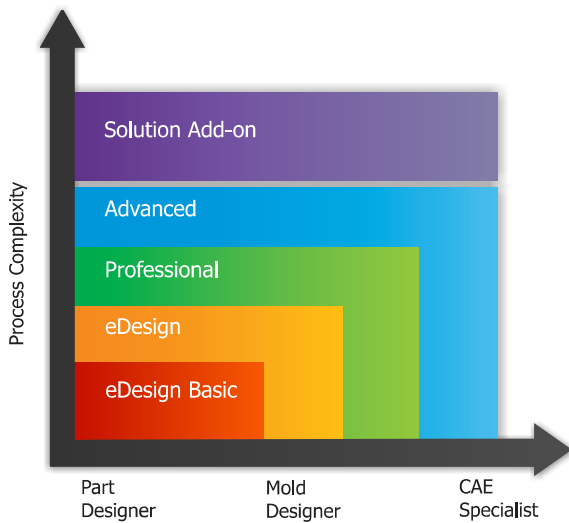 Process Complexity
Solution Add-on
Advanced
Professional
eDesign
eDesign Basic
Part
Designer
Mold
Designer
CAE
Specialist